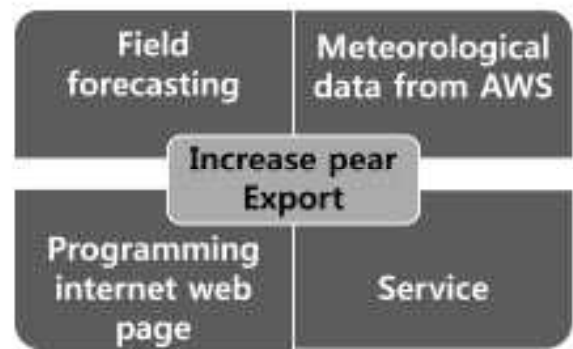 Field
forecasting
Meteorological
data from AWS
Increase pear
Export
Programming
internet web
page
Service